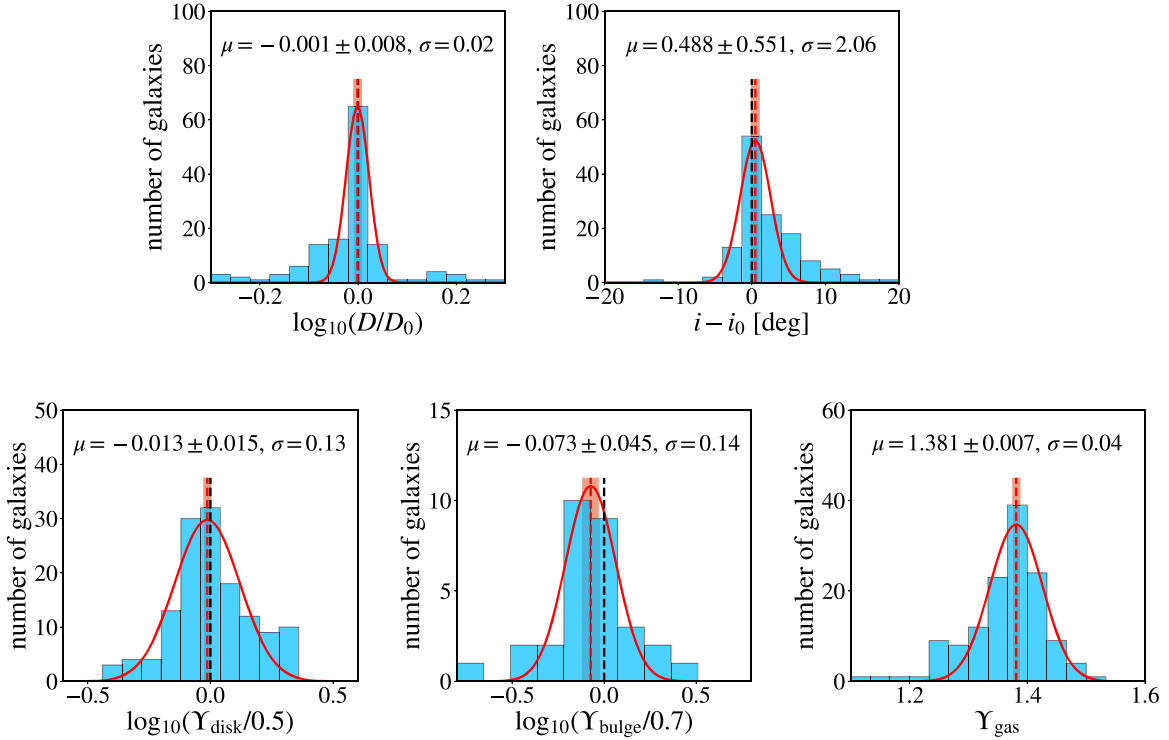 100
80
60
40
20
0
number of galaxies
μ = −0.001 ± 0.008, σ = 0.02
−0.2 0.0 0.2
log₁₀(D/D₀)
100
80
60
40
20
0
number of galaxies
μ = 0.488 ± 0.551, σ = 2.06
−20 −10 0 10 20
i − i₀ [deg]
50
40
30
20
10
0
number of galaxies
μ = −0.013 ± 0.015, σ = 0.13
−0.5 0.0 0.5
log₁₀(ϒdisk/0.5)
15
10
5
0
number of galaxies
μ = −0.073 ± 0.045, σ = 0.14
−0.5 0.0 0.5
log₁₀(ϒbulge/0.7)
60
40
20
0
number of galaxies
μ = 1.381 ± 0.007, σ = 0.04
1.2 1.4 1.6
ϒgas